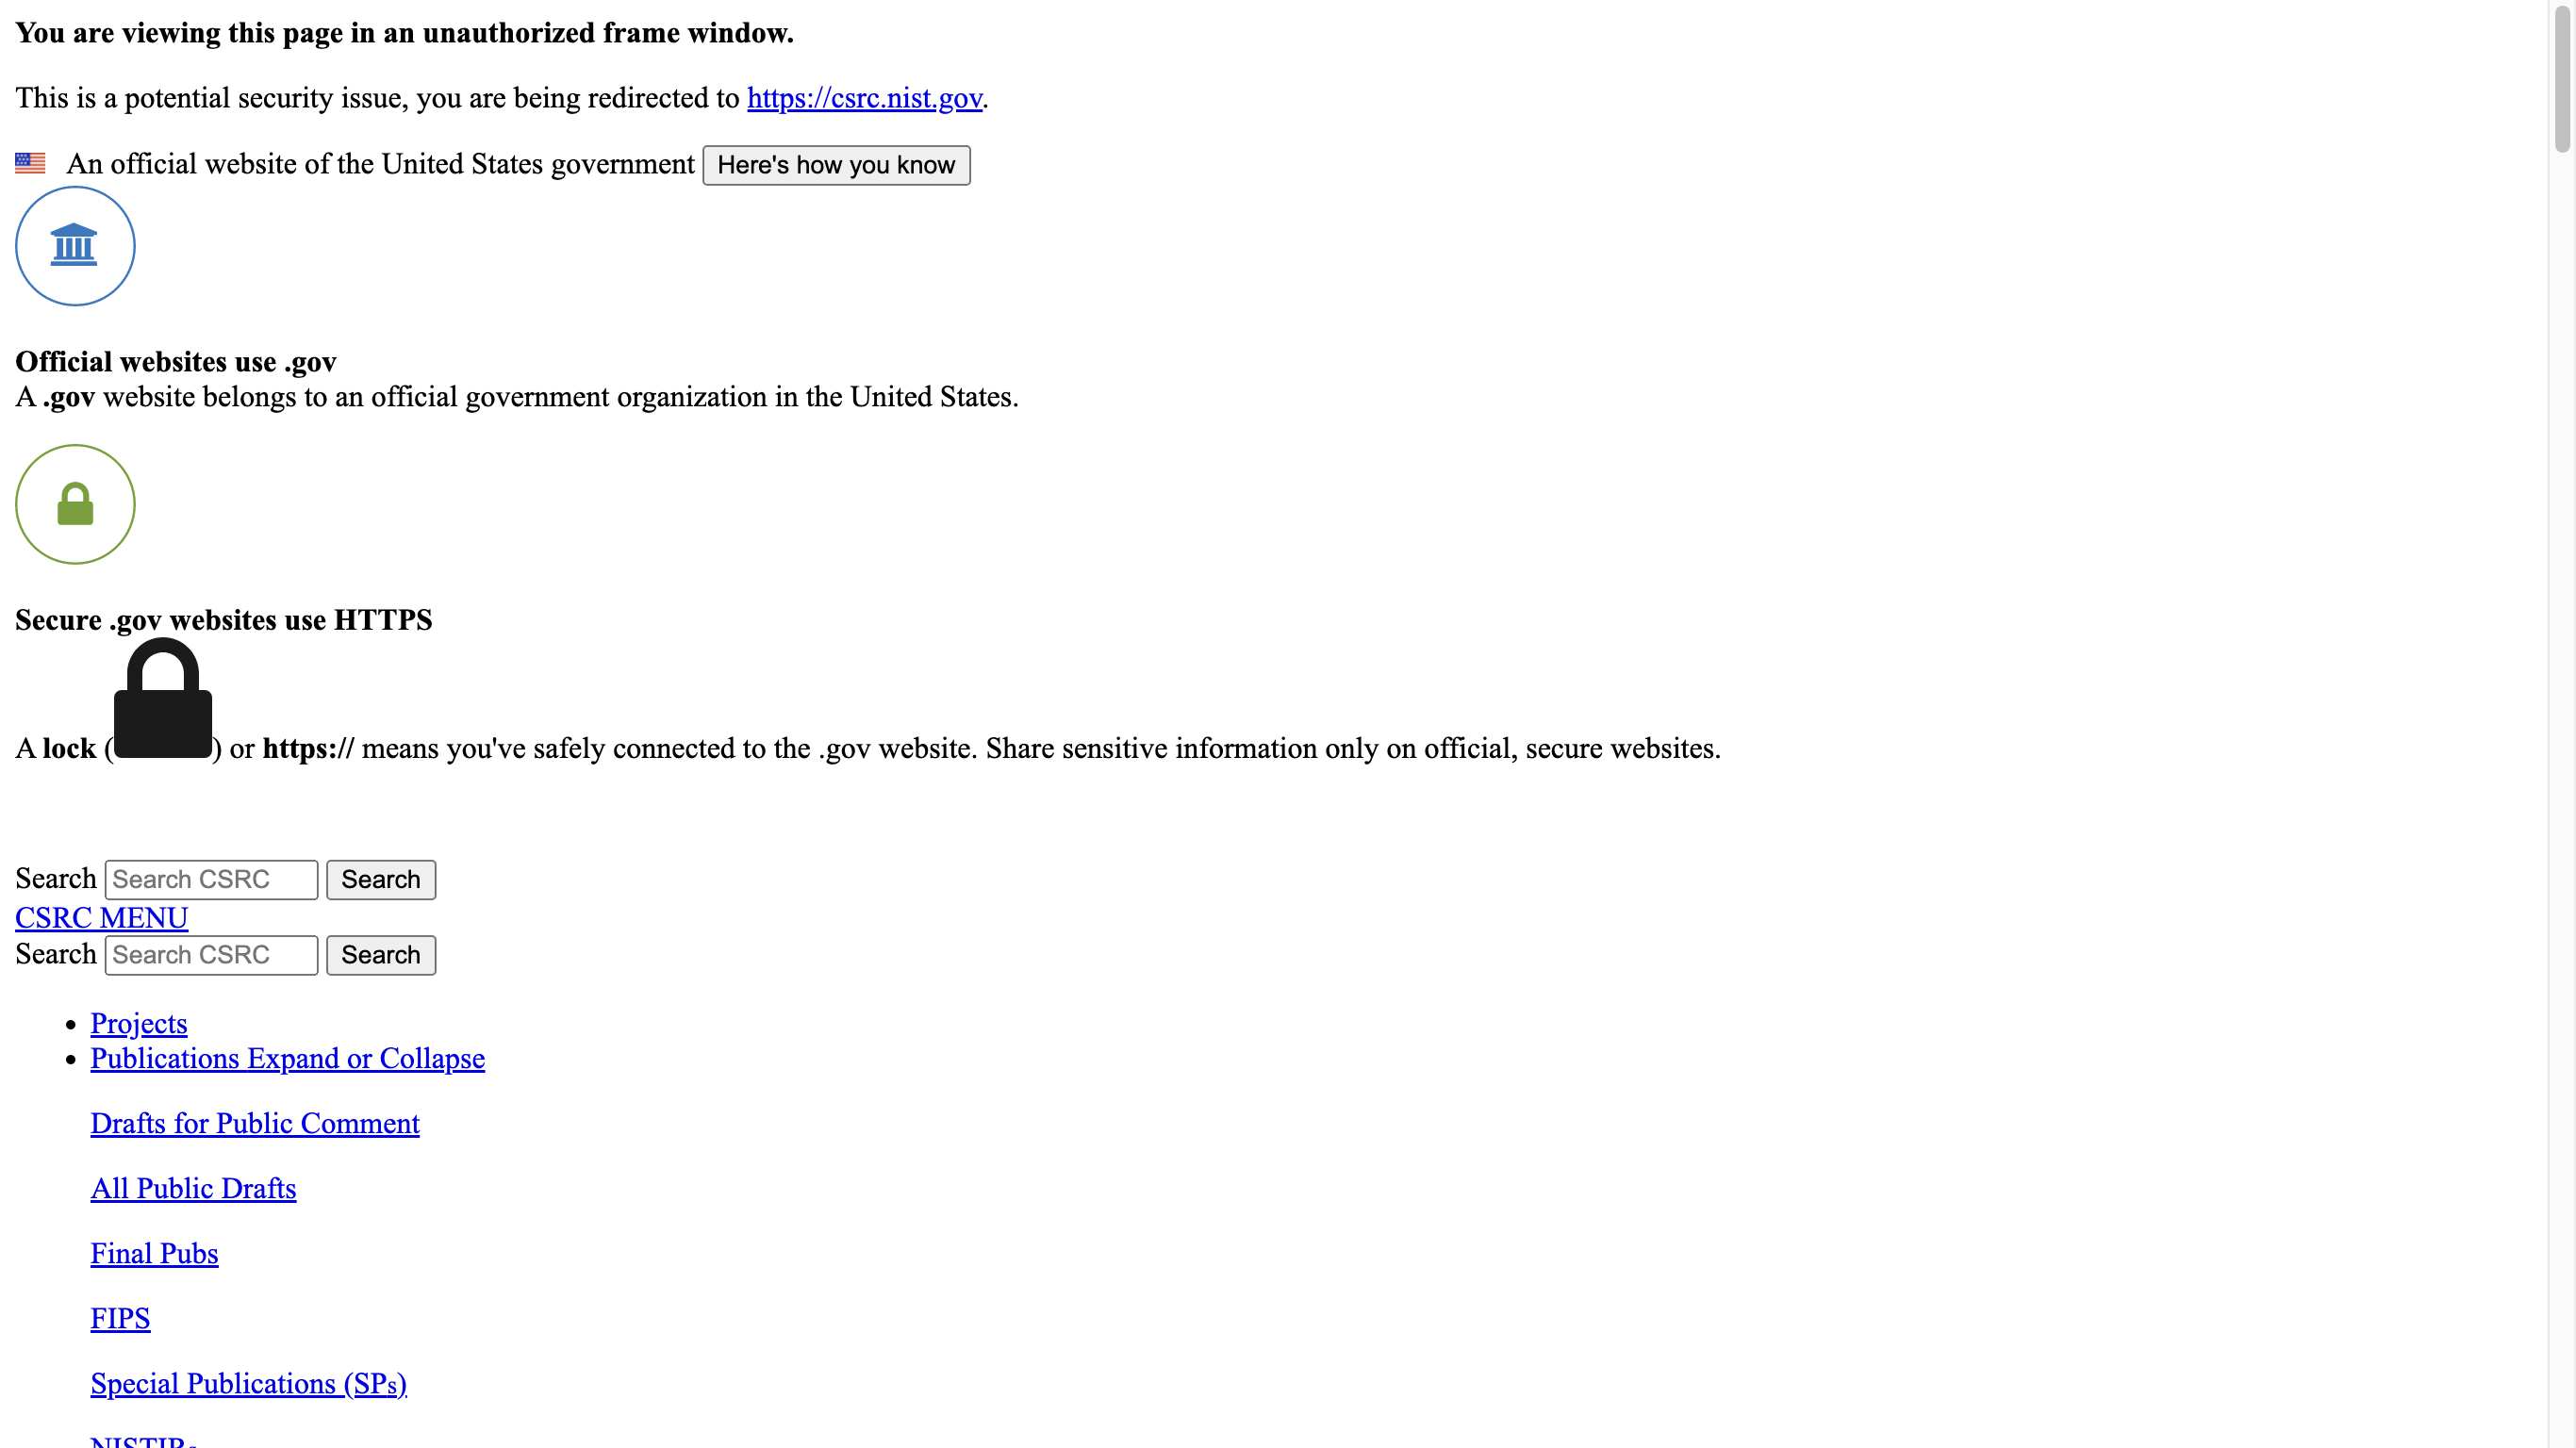 You are viewing this page in an unauthorized frame window.
This is a potential security issue, you are being redirected to https://csrc.nist.gov.
An official website of the United States government Here's how you know
Official websites use .gov
A .gov website belongs to an official government organization in the United States.
Secure .gov websites use HTTPS
A lock ( ) or https:// means you've safely connected to the .gov website. Share sensitive information only on official, secure websites.
Search Search CSRC Search
CSRC MENU
Search Search CSRC Search
Projects
Publications Expand or Collapse
Drafts for Public Comment
All Public Drafts
Final Pubs
FIPS
Special Publications (SPs)